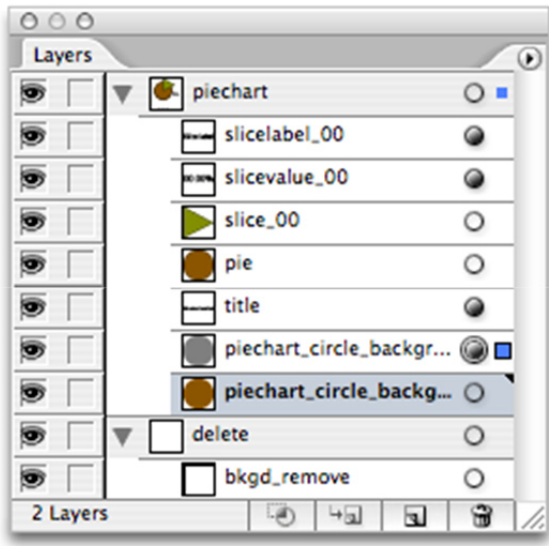 Layers
piechart
slicelabel_00
slicevalue_00
slice_00
pie
title
piechart_circle_backgr...
piechart_circle_backg...
delete
bkgd_remove
2 Layers